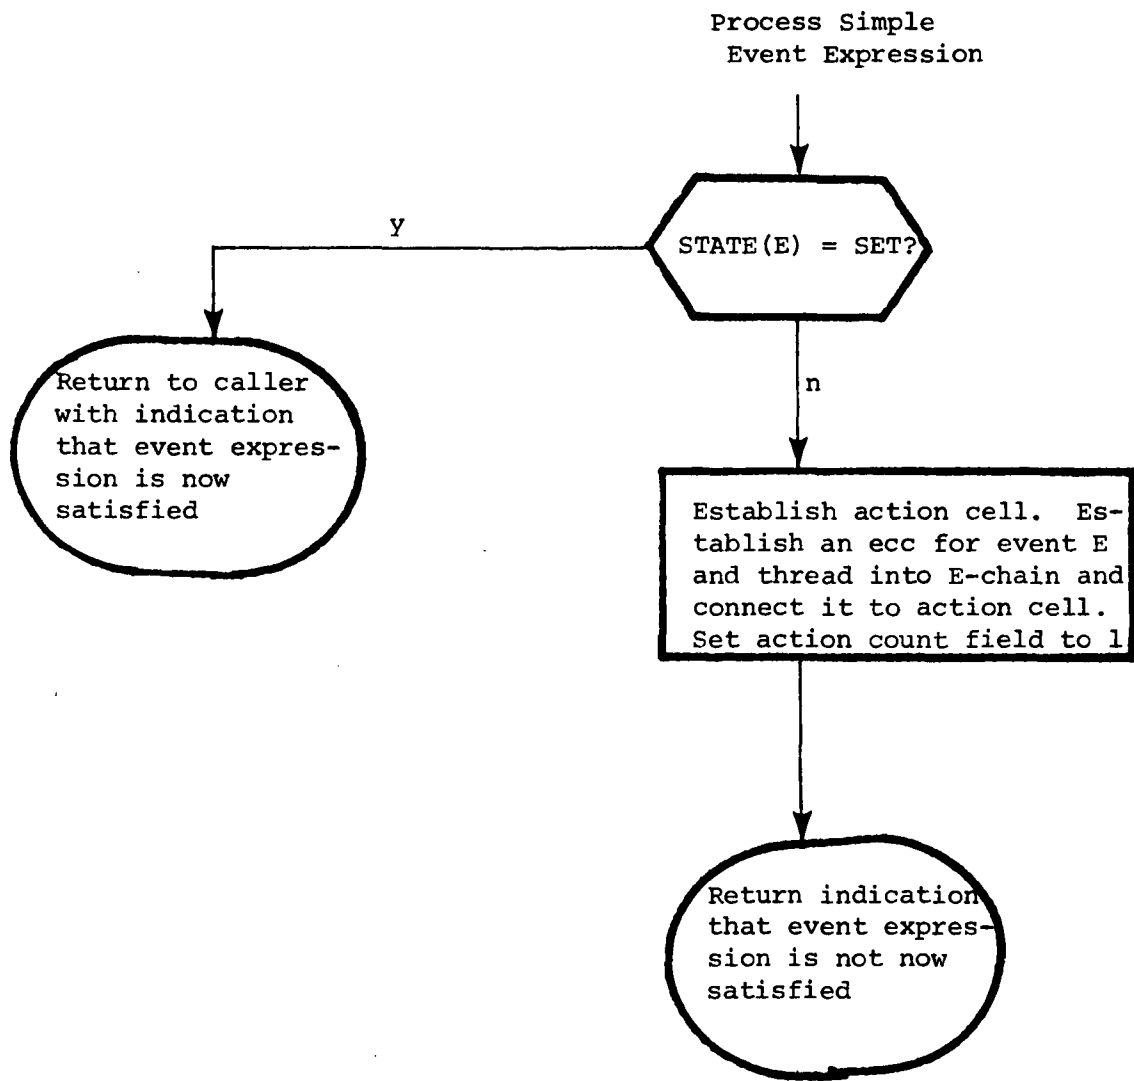 Process Simple
Event Expression
STATE(E) = SET?
y
n
Return to caller
with indication
that event expres-
sion is now
satisfied
Establish action cell. Es-
tablish an ecc for event E
and thread into E-chain and
connect it to action cell.
Set action count field to 1
Return indication
that event expres-
sion is not now
satisfied